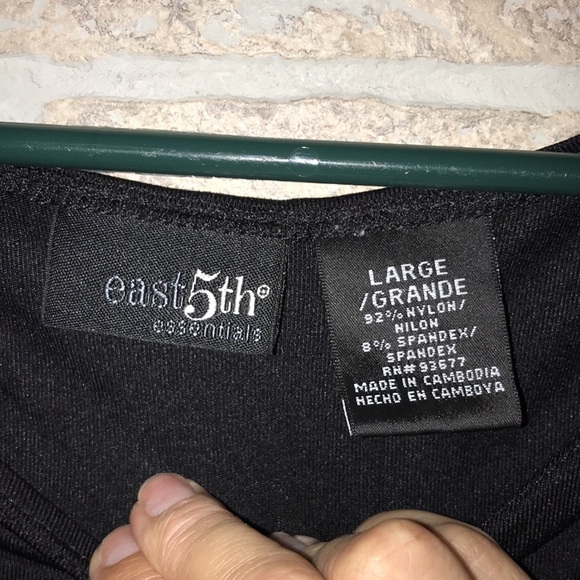 east5th
essentials
LARGE
/GRANDE
92% NYLON/
NILON
8% SPANDEX/
SPANDEX
RN# 93677
MADE IN CAMBODIA
HECHO EN CAMBOYA